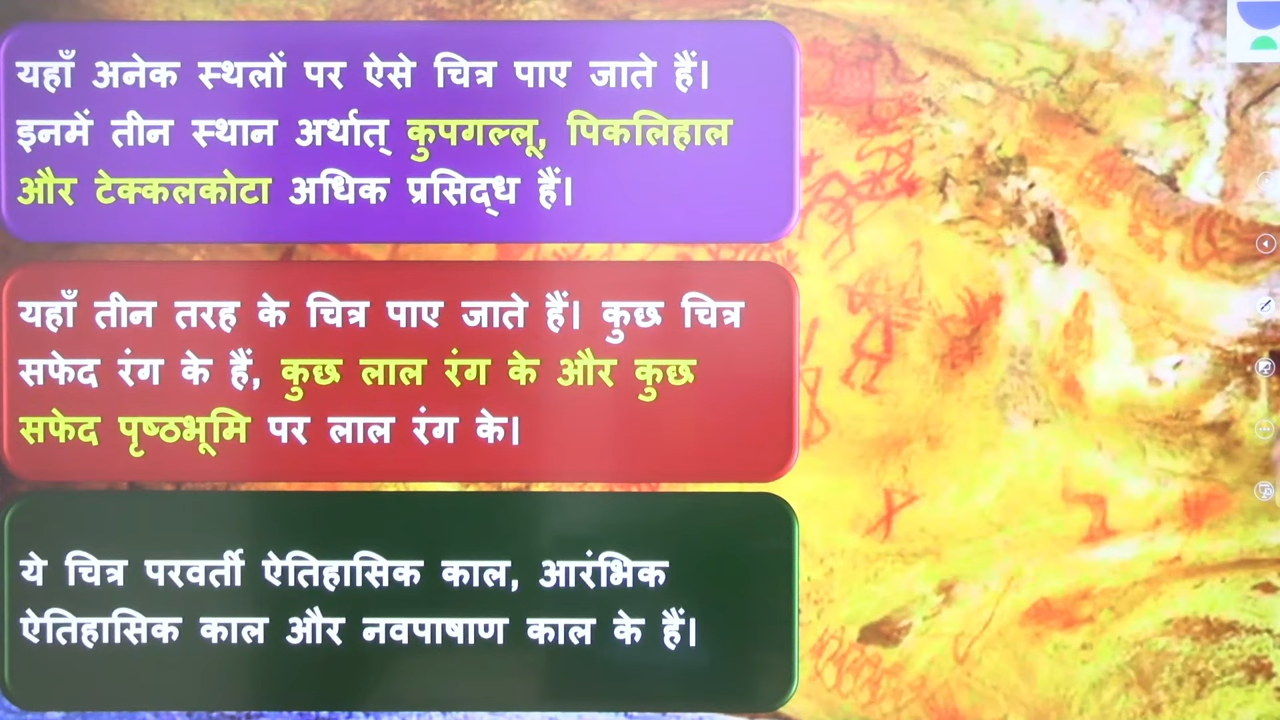 यहाँ अनेक स्थलों पर ऐसे चित्र पाए जाते हैं।
इनमें तीन स्थान अर्थात् कुपगल्लू, पिकलिहाल
और टेक्कलकोटा अधिक प्रसिद्ध हैं।
यहाँ तीन तरह के चित्र पाए जाते हैं। कुछ चित्र
सफेद रंग के हैं, कुछ लाल रंग के और कुछ
सफेद पृष्ठभूमि पर लाल रंग के।
ये चित्र परवर्ती ऐतिहासिक काल, आरंभिक
ऐतिहासिक काल और नवपाषाण काल के हैं।